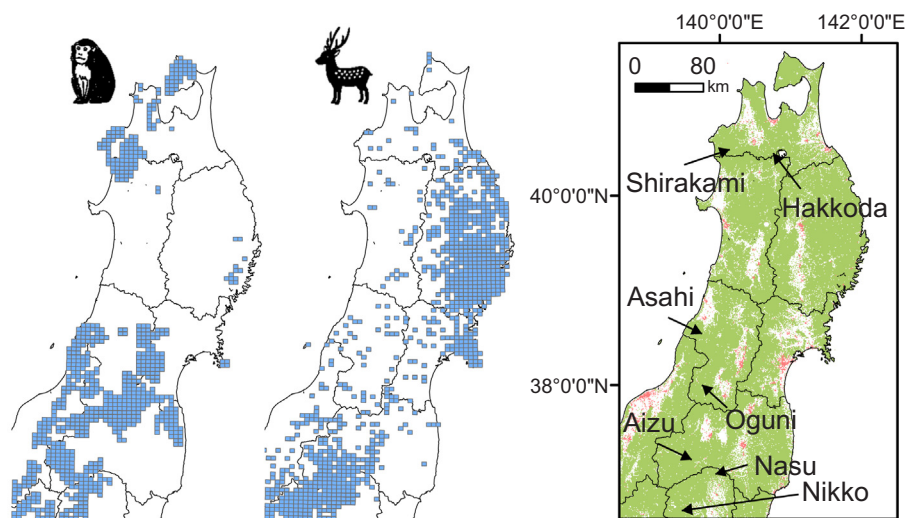 140°0'0"E 142°0'0"E
0 80
km
40°0'0"N
Shirakami
Hakkoda
Asahi
38°0'0"N
Oguni
Aizu
Nasu
Nikko